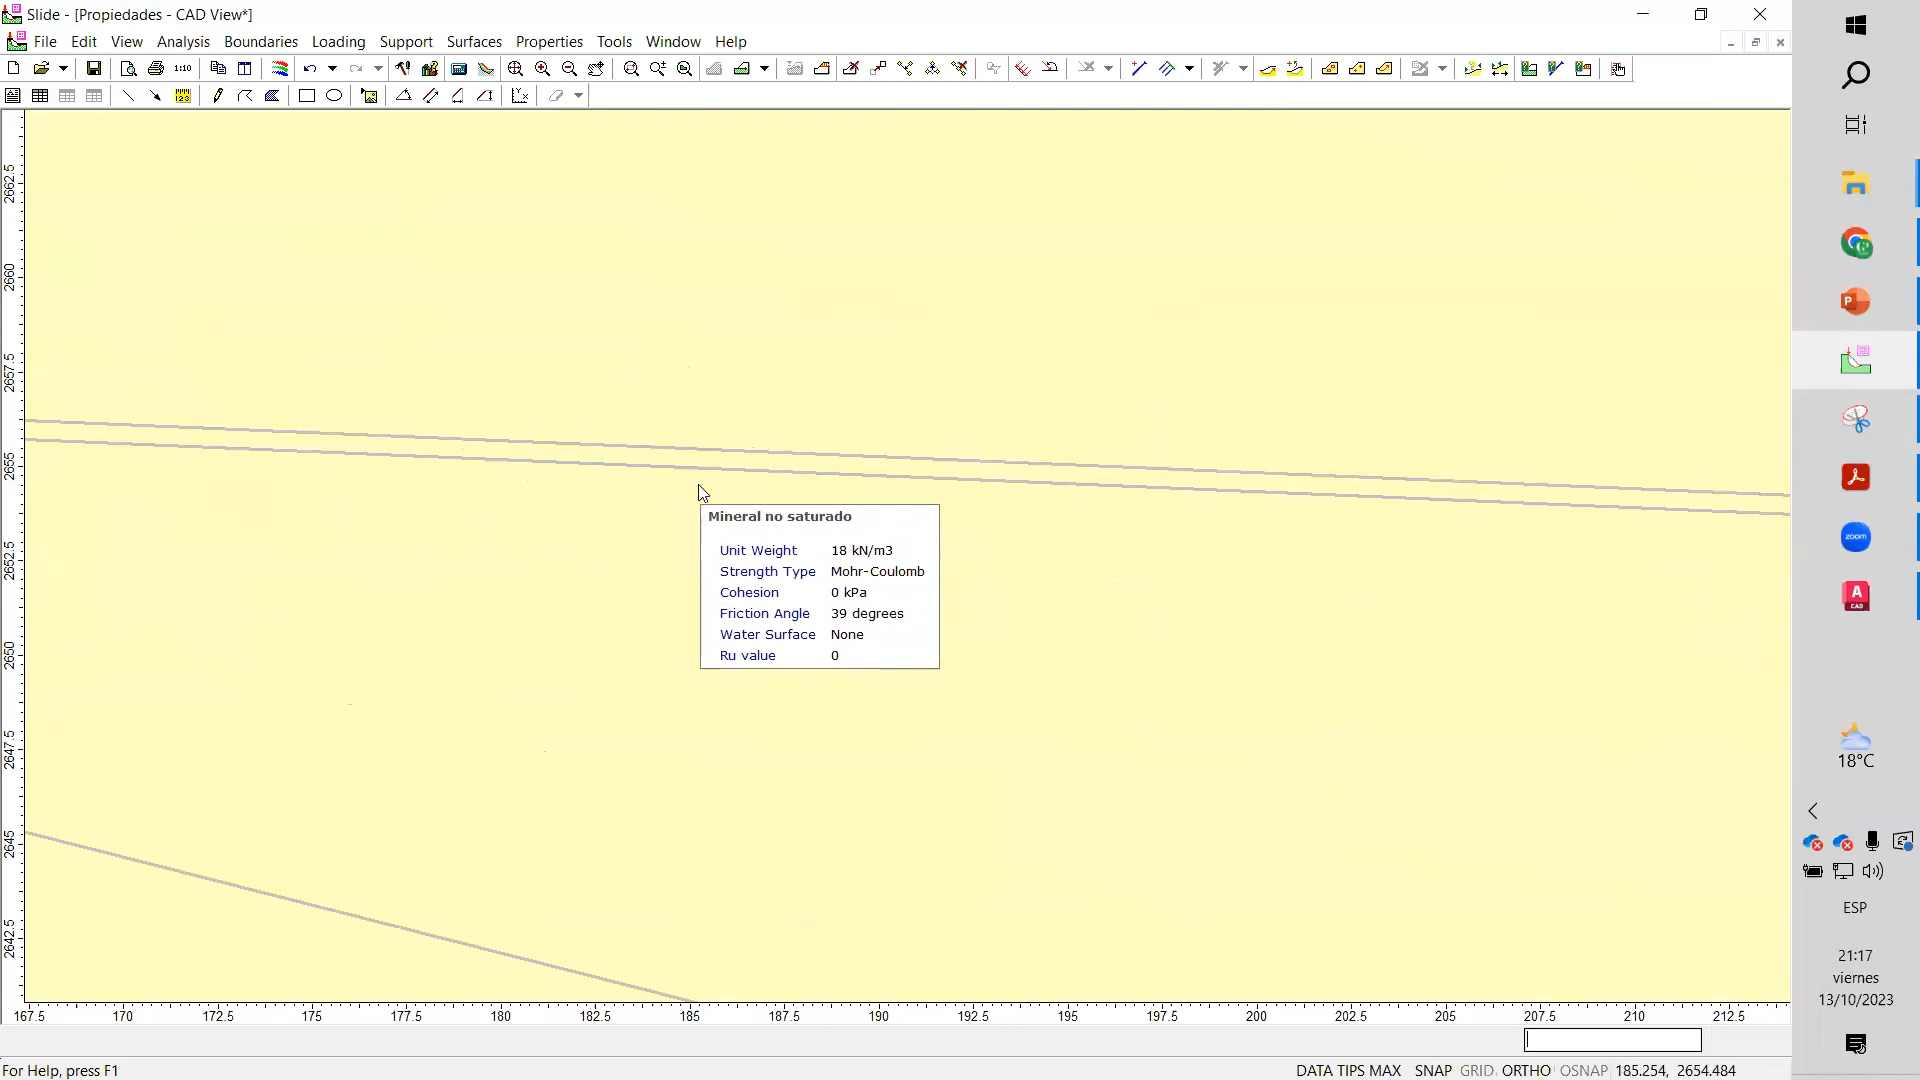 Slide - [Propiedades - CAD View*]
File Edit View Analysis Boundaries Loading Support Surfaces Properties Tools Window Help
1:10
2662.5
2660
2657.5
2655
2652.5
2650
2647.5
2645
2642.5
Mineral no saturado
Unit Weight 18 kN/m3
Strength Type Mohr-Coulomb
Cohesion 0 kPa
Friction Angle 39 degrees
Water Surface None
Ru value 0
167.5 170 172.5 175 177.5 180 182.5 185 187.5 190 192.5 195 197.5 200 202.5 205 207.5 210 212.5
For Help, press F1
DATA TIPS MAX SNAP GRID ORTHO OSNAP 185.254, 2654.484
zoom
A
CAD
18°C
ESP
21:17
viernes
13/10/2023